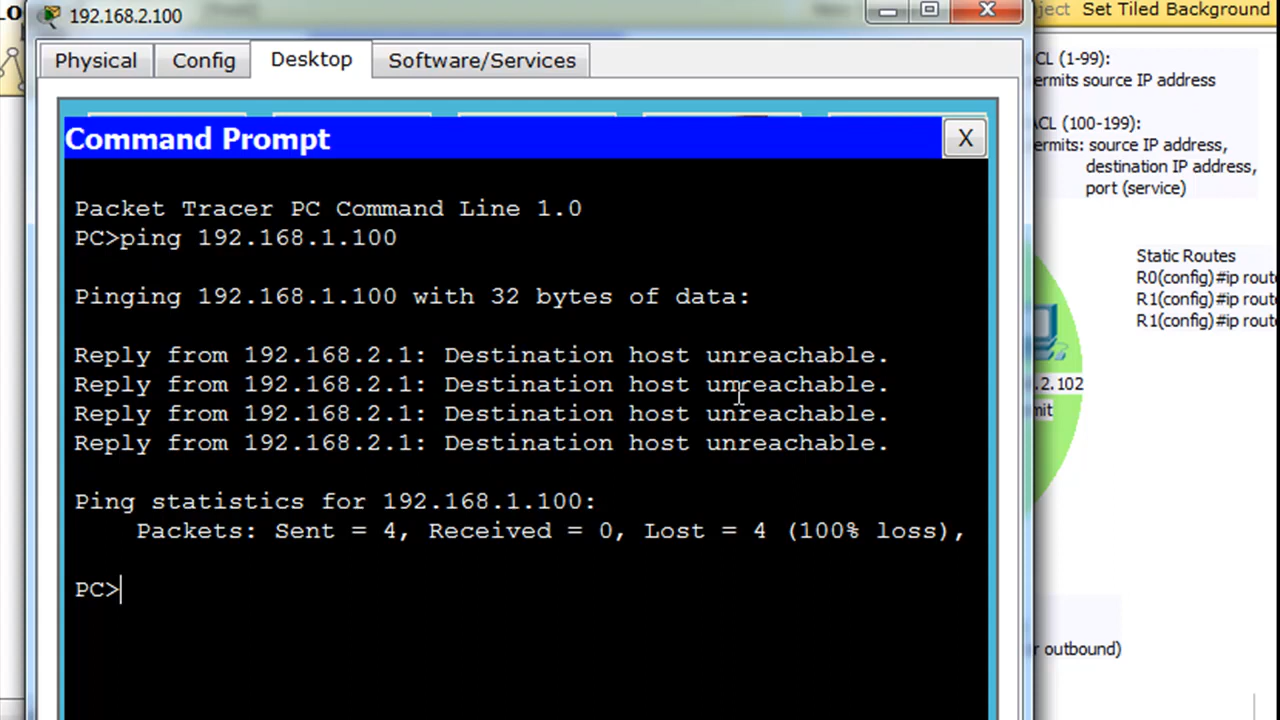 192.168.2.100
Physical
Config
Desktop
Software/Services
Command Prompt
X
Packet Tracer PC Command Line 1.0
PC>ping 192.168.1.100
Pinging 192.168.1.100 with 32 bytes of data:
Reply from 192.168.2.1: Destination host unreachable.
Reply from 192.168.2.1: Destination host unreachable.
Reply from 192.168.2.1: Destination host unreachable.
Reply from 192.168.2.1: Destination host unreachable.
Ping statistics for 192.168.1.100:
Packets: Sent = 4, Received = 0, Lost = 4 (100% loss),
PC>
Set Tiled Background
CL (1-99):
ermits source IP address
ACL (100-199):
ermits: source IP address,
destination IP address,
port (service)
Static Routes
R0(config)#ip route
R1(config)#ip route
R1(config)#ip route
.2.102
mit
r outbound)